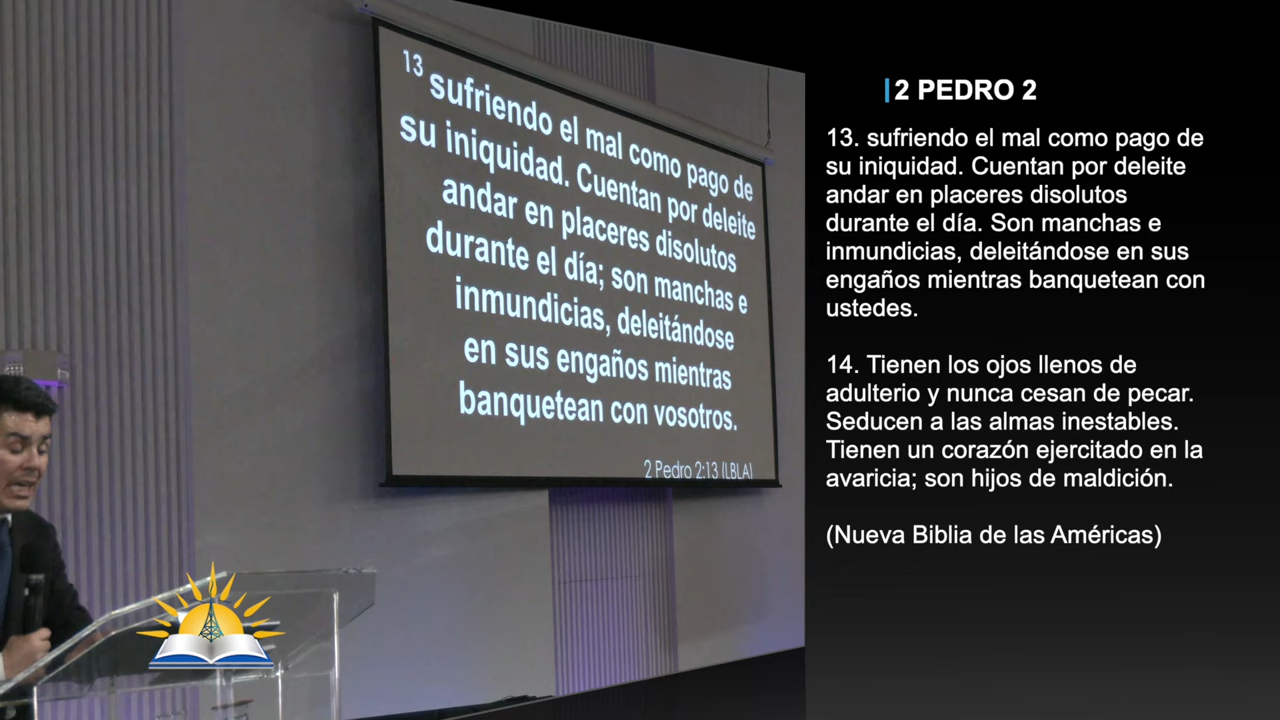 13 sufriendo el mal como pago de
su iniquidad. Cuentan por deleite
andar en placeres disolutos
durante el día; son manchas e
inmundicias, deleitándose
en sus engaños mientras
banquetean con vosotros.
2 Pedro 2:13 (LBLA)
2 PEDRO 2
13. sufriendo el mal como pago de
su iniquidad. Cuentan por deleite
andar en placeres disolutos
durante el día. Son manchas e
inmundicias, deleitándose en sus
engaños mientras banquetean con
ustedes.
14. Tienen los ojos llenos de
adulterio y nunca cesan de pecar.
Seducen a las almas inestables.
Tienen un corazón ejercitado en la
avaricia; son hijos de maldición.
(Nueva Biblia de las Américas)